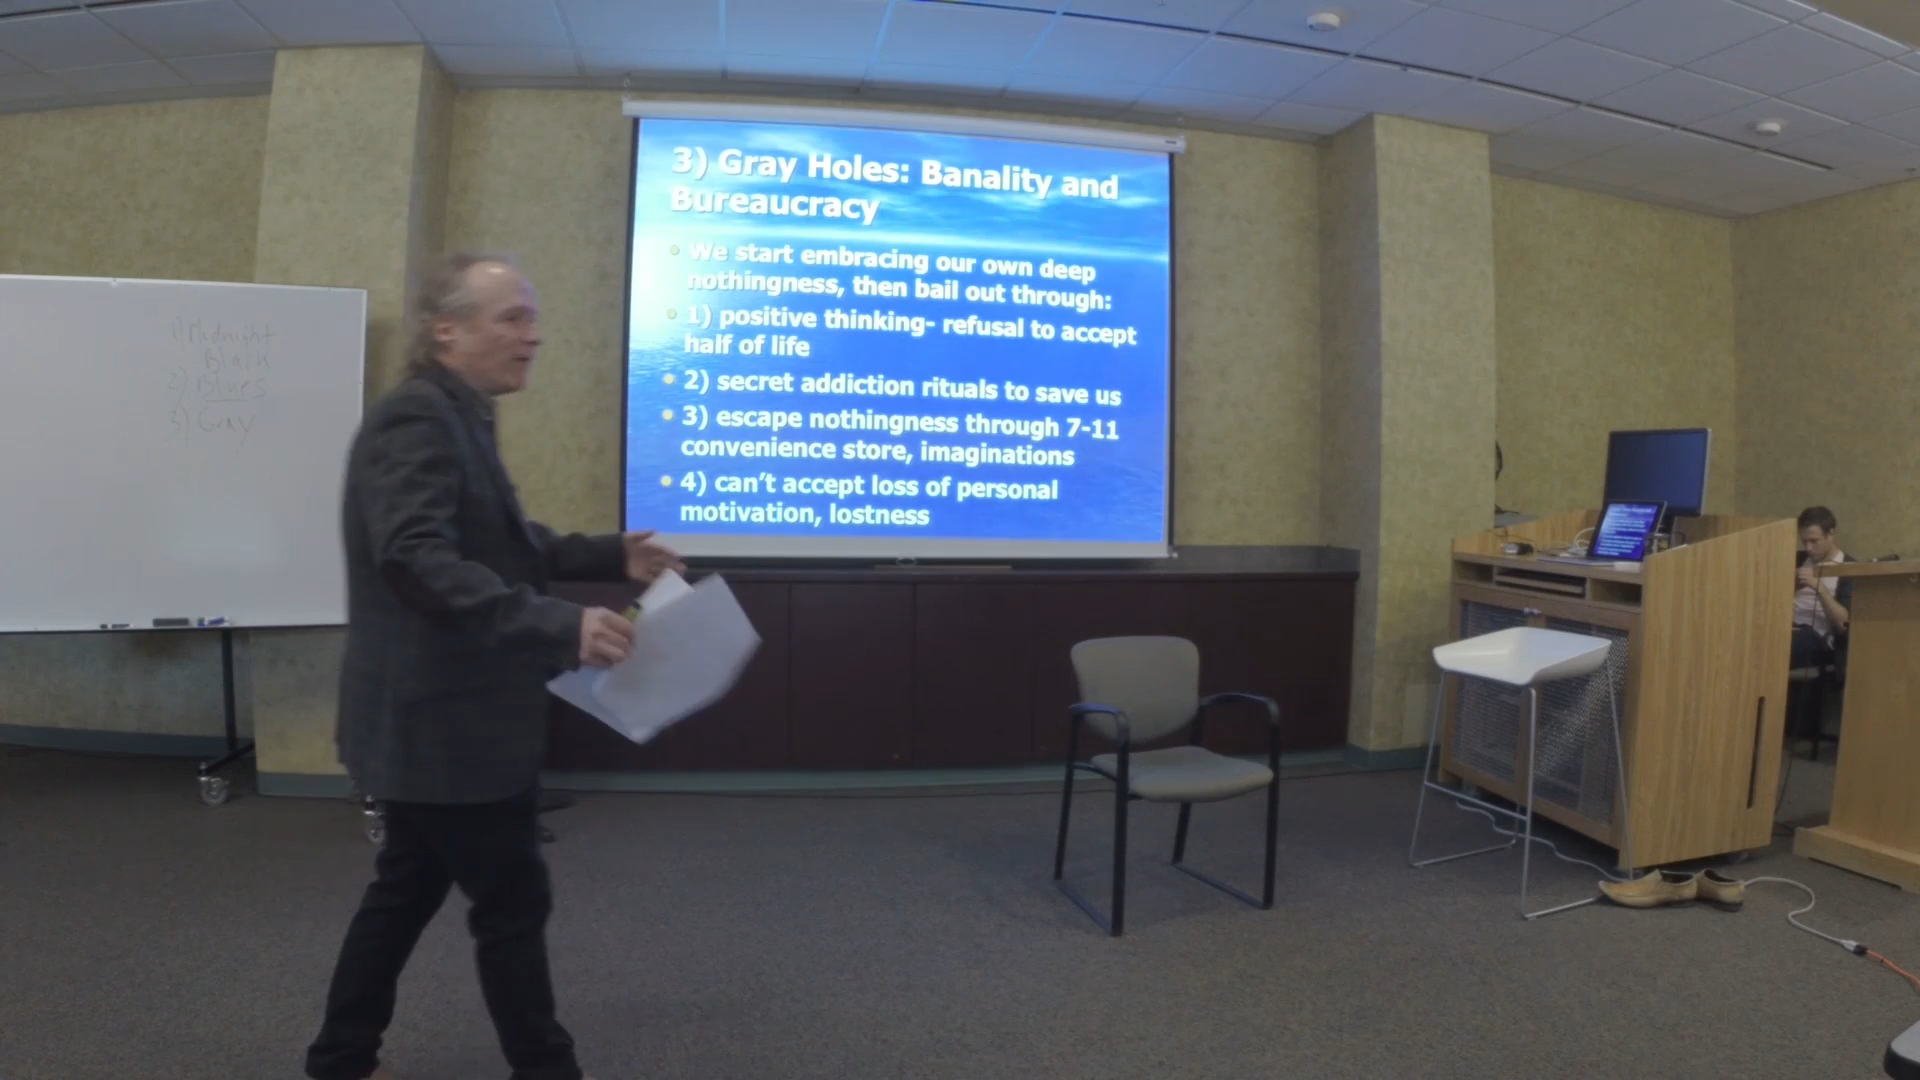 1) Midnight
Black
2) Blues
3) Gray
3) Gray Holes: Banality and
Bureaucracy
We start embracing our own deep
nothingness, then bail out through:
1) positive thinking- refusal to accept
half of life
2) secret addiction rituals to save us
3) escape nothingness through 7-11
convenience store, imaginations
4) can't accept loss of personal
motivation, lostness